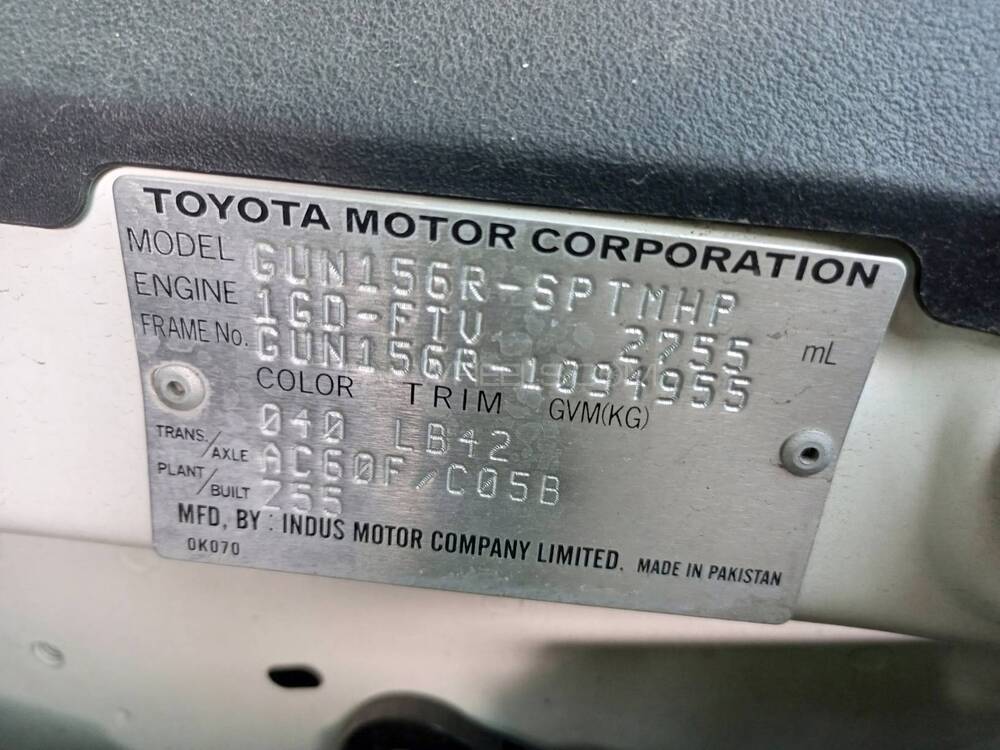 TOYOTA MOTOR CORPORATION
MODEL GUN156R-SPTMHP
ENGINE 1GD-FTV 2755 mL
FRAME No. GUN156R-1094955
COLOR TRIM GVM(KG)
040 LB42
TRANS./AXLE AC60F/C05B
PLANT/BUILT Z55
MFD, BY : INDUS MOTOR COMPANY LIMITED. MADE IN PAKISTAN
0K070